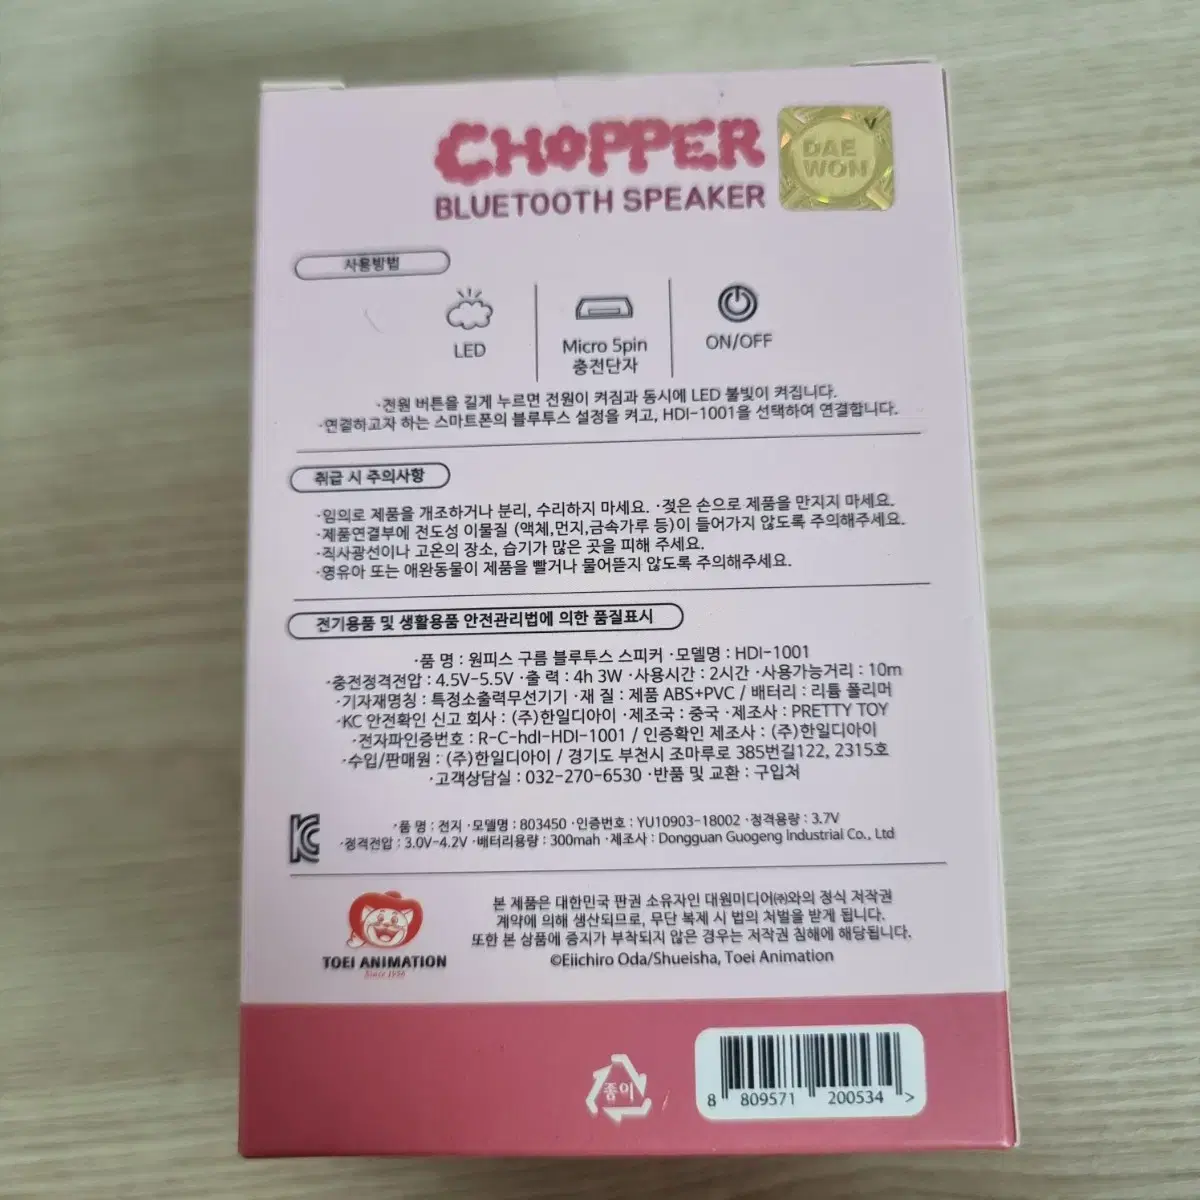 CHOPPER
BLUETOOTH SPEAKER
DAE
WON
사용방법
LED
Micro 5pin
충전단자
ON/OFF
·전원 버튼을 길게 누르면 전원이 켜짐과 동시에 LED 불빛이 켜집니다.
·연결하고자 하는 스마트폰의 블루투스 설정을 켜고, HDI-1001을 선택하여 연결합니다.
취급 시 주의사항
·임의로 제품을 개조하거나 분리, 수리하지 마세요. ·젖은 손으로 제품을 만지지 마세요.
·제품연결부에 전도성 이물질 (액체,먼지,금속가루 등)이 들어가지 않도록 주의해주세요.
·직사광선이나 고온의 장소, 습기가 많은 곳을 피해 주세요.
·영유아 또는 애완동물이 제품을 빨거나 물어뜯지 않도록 주의해주세요.
전기용품 및 생활용품 안전관리법에 의한 품질표시
·품 명 : 원피스 구름 블루투스 스피커 ·모델명 : HDI-1001
·충전정격전압 : 4.5V-5.5V ·출 력 : 4h 3W ·사용시간 : 2시간 ·사용가능거리 : 10m
·기자재명칭 : 특정소출력무선기기 ·재 질 : 제품 ABS+PVC / 배터리 : 리튬 폴리머
·KC 안전확인 신고 회사 : (주)한일디아이 ·제조국 : 중국 ·제조사 : PRETTY TOY
·전자파인증번호 : R-C-hdI-HDI-1001 / 인증확인 제조사 : (주)한일디아이
·수입/판매원 : (주)한일디아이 / 경기도 부천시 조마루로 385번길122, 2315호
·고객상담실 : 032-270-6530 ·반품 및 교환 : 구입처
KC
·품 명 : 전지 ·모델명 : 803450 ·인증번호 : YU10903-18002 ·정격용량 : 3.7V
·정격전압 : 3.0V-4.2V ·배터리용량 : 300mah ·제조사 : Dongguan Guogeng Industrial Co., Ltd
TOEI ANIMATION
Since 1956
본 제품은 대한민국 판권 소유자인 대원미디어㈜와의 정식 저작권
계약에 의해 생산되므로, 무단 복제 시 법의 처벌을 받게 됩니다.
또한 본 상품에 증지가 부착되지 않은 경우는 저작권 침해에 해당됩니다.
©Eiichiro Oda/Shueisha, Toei Animation
종이
8 809571 200534 >